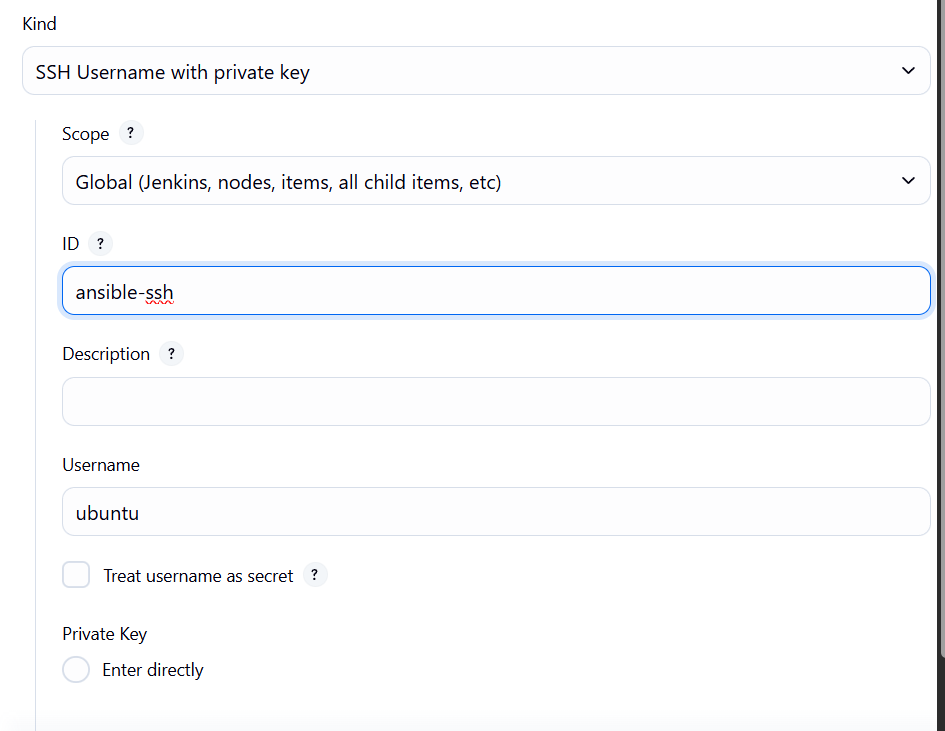 Kind
SSH Username with private key
Scope ?
Global (Jenkins, nodes, items, all child items, etc)
ID ?
ansible-ssh
Description ?
Username
ubuntu
Treat username as secret ?
Private Key
Enter directly